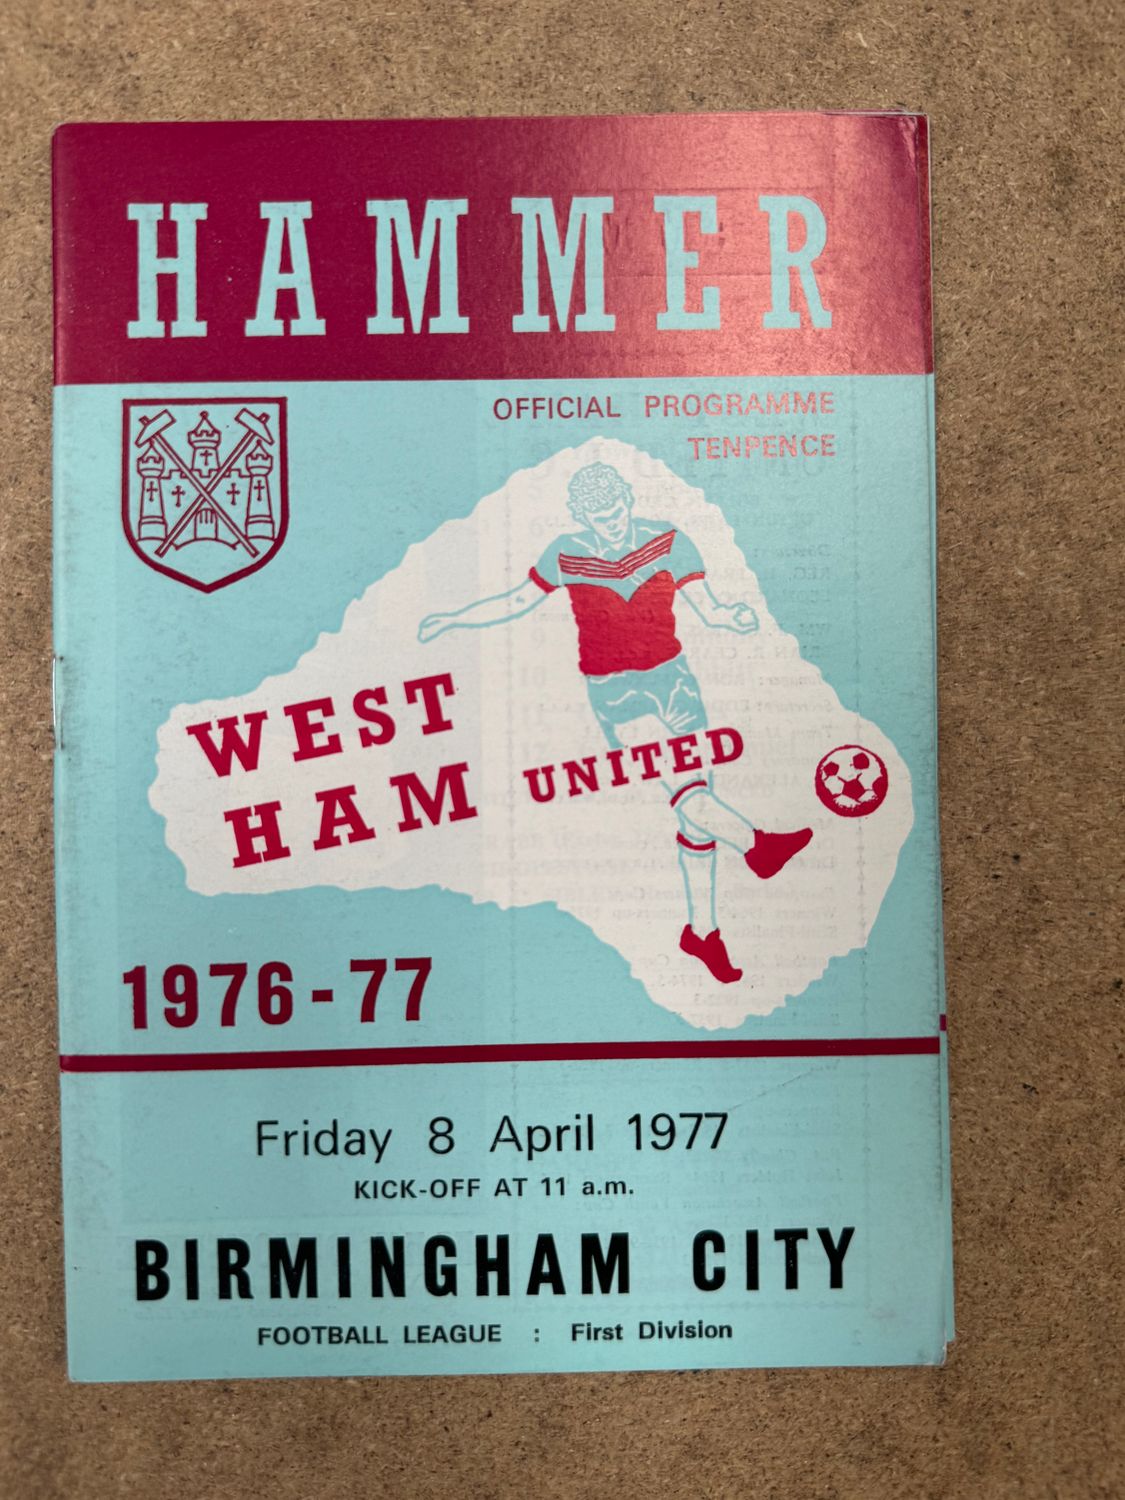 HAMMER
OFFICIAL PROGRAMME
TENPENCE
WEST
HAM UNITED
1976-77
Friday 8 April 1977
KICK-OFF AT 11 a.m.
BIRMINGHAM CITY
FOOTBALL LEAGUE : First Division